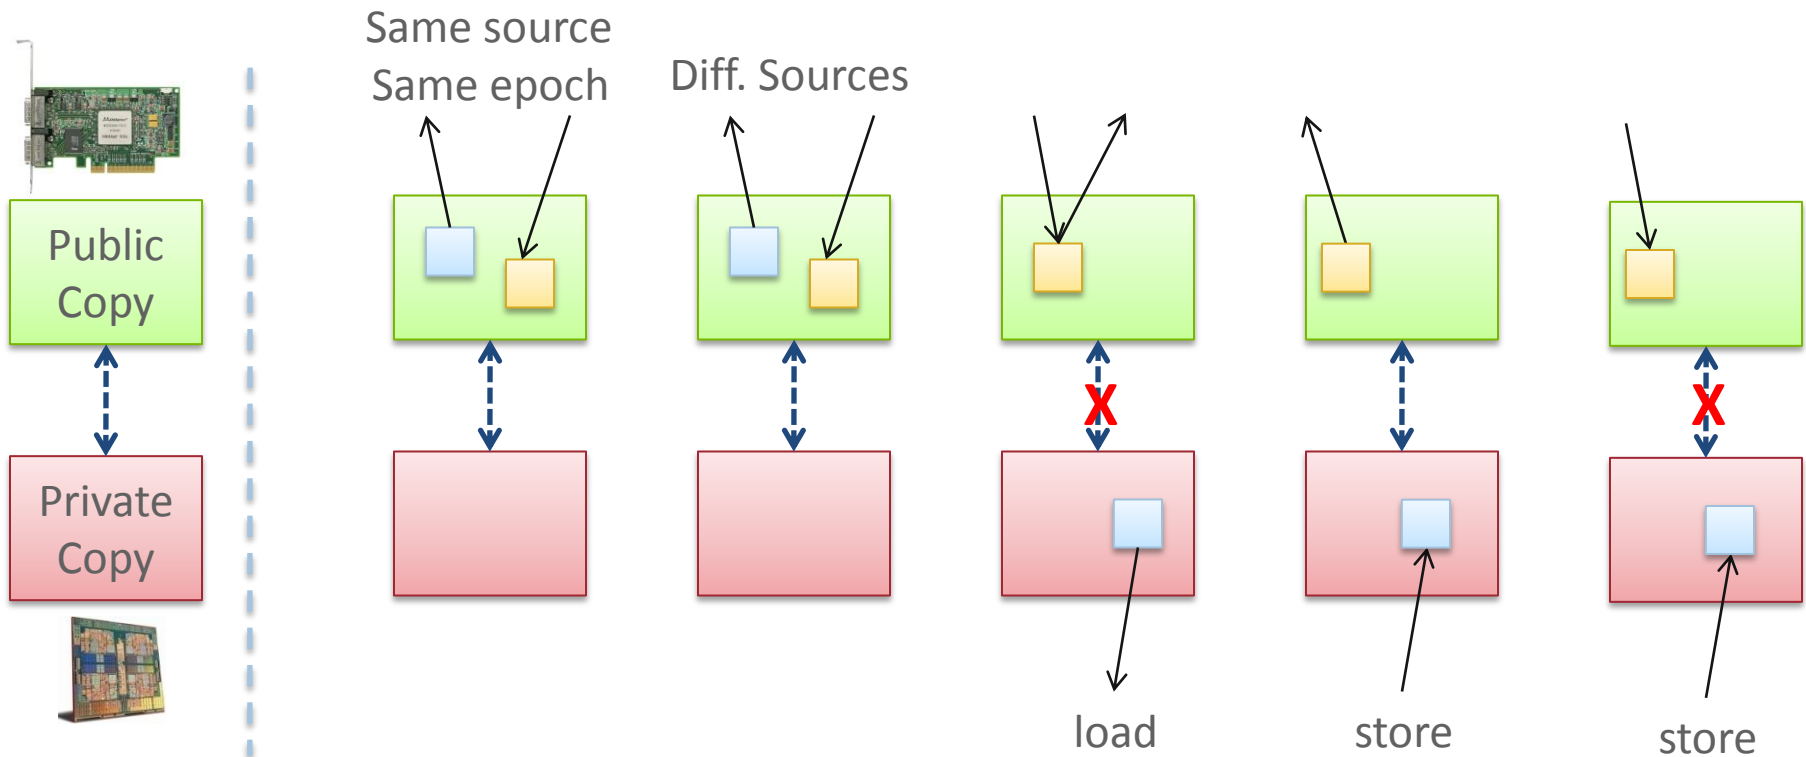 Same source
Same epoch
Diff. Sources
Public
Copy
X
X
Private
Copy
load
store
store